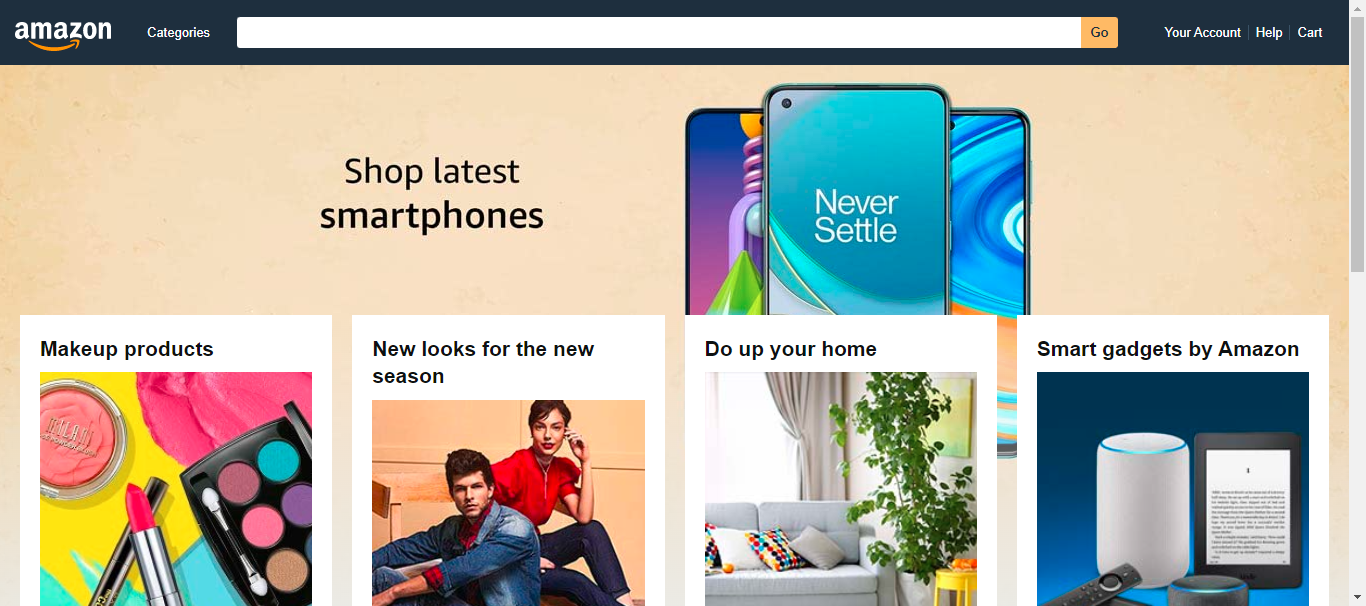 amazon
Categories
Go
Your Account
Help
Cart
Shop latest
smartphones
Never
Settle
Makeup products
New looks for the new
season
Do up your home
Smart gadgets by Amazon
MILANI
kindle